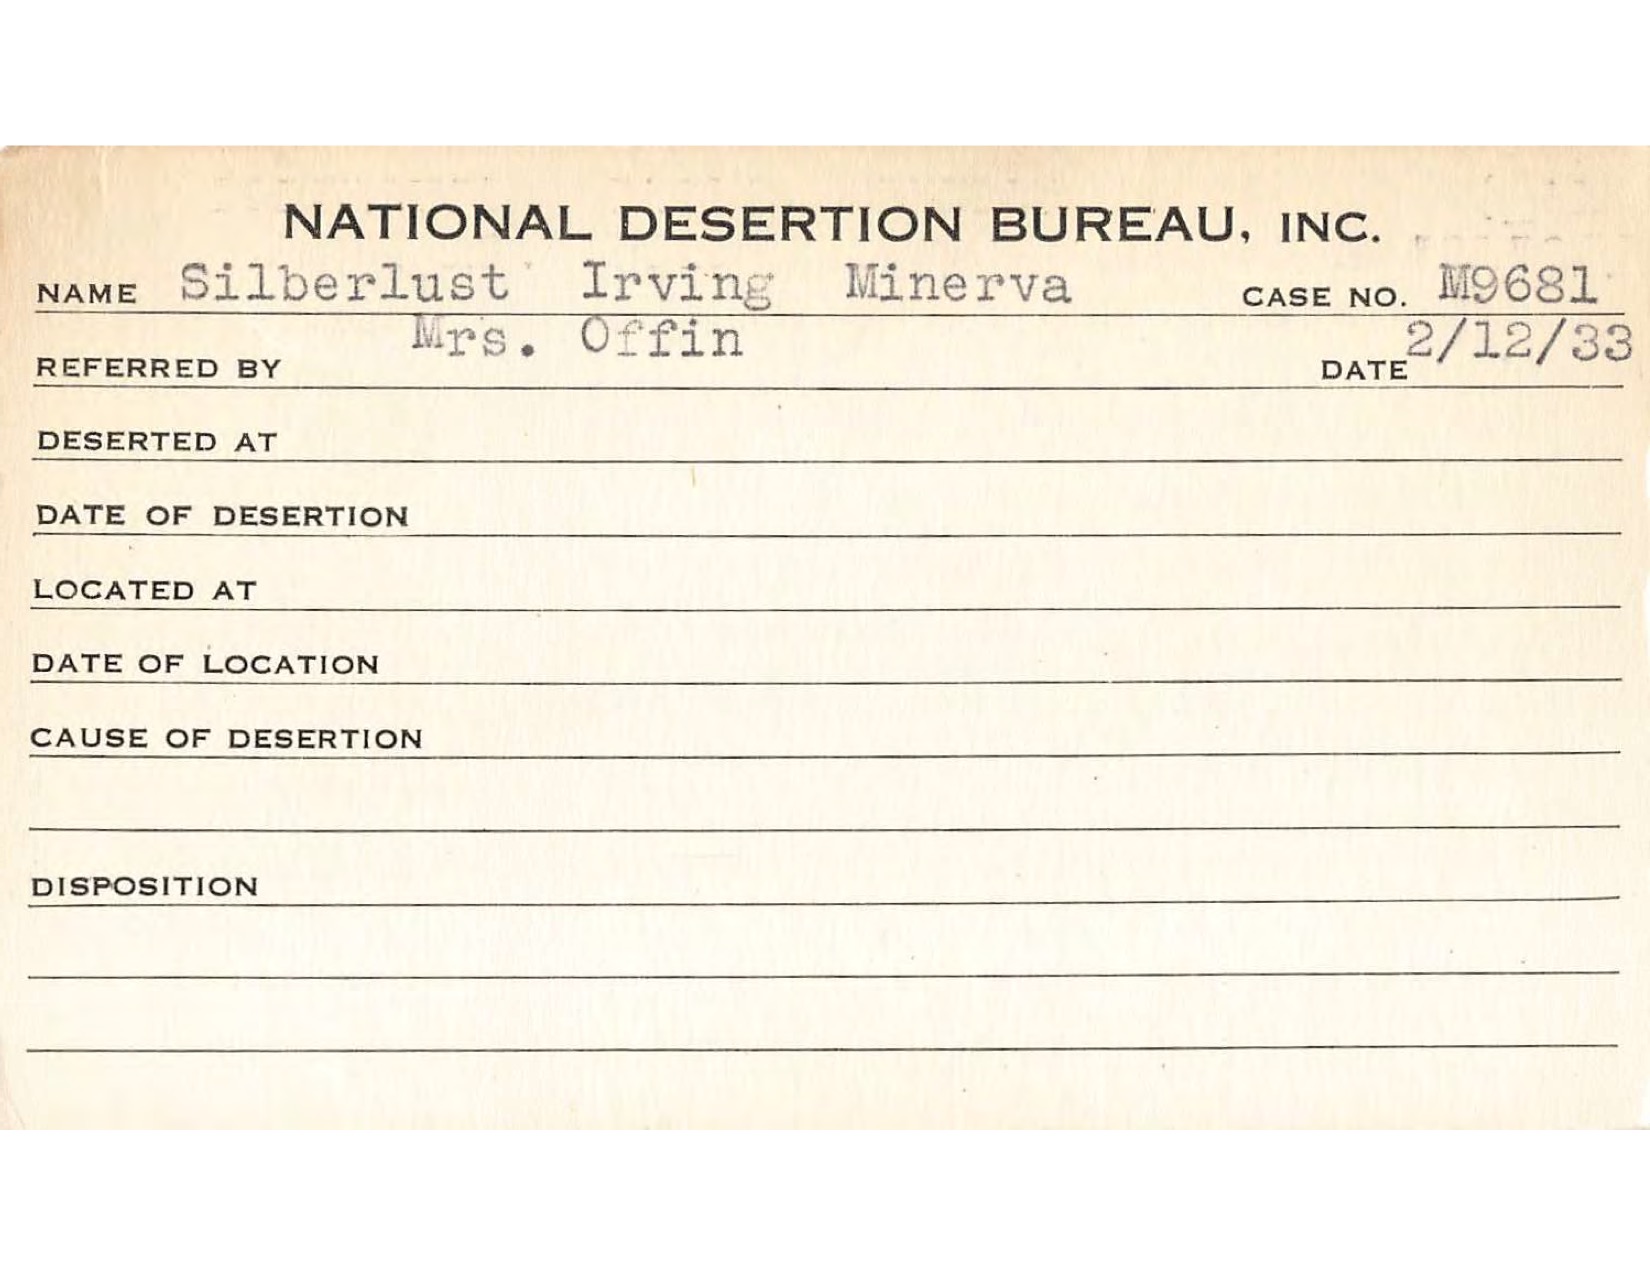 NATIONAL DESERTION BUREAU, INC.
NAME Silberlust Irving Minerva CASE NO. M9681
REFERRED BY Mrs. Offin DATE 2/12/33
DESERTED AT
DATE OF DESERTION
LOCATED AT
DATE OF LOCATION
CAUSE OF DESERTION
DISPOSITION